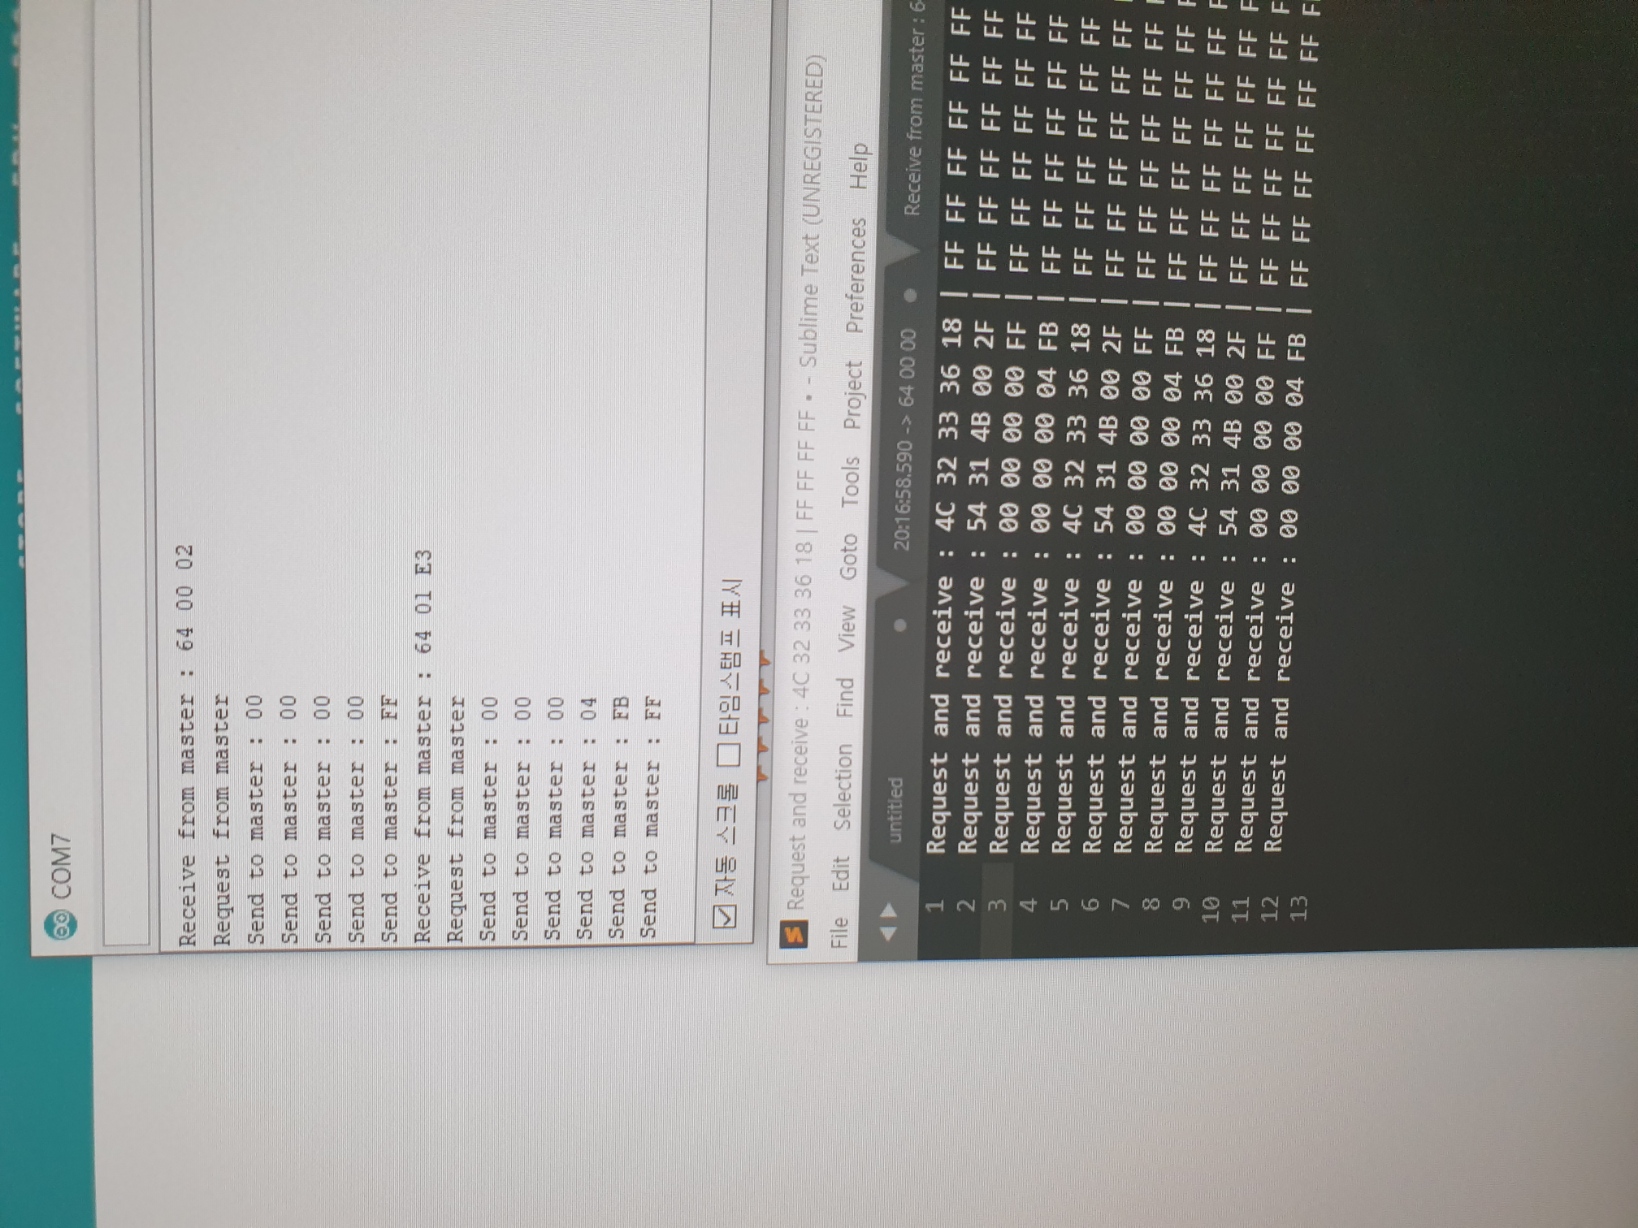 COM7
Receive from master : 64 00 02
Request from master
Send to master : 00
Send to master : 00
Send to master : 00
Send to master : 00
Send to master : FF
Receive from master : 64 01 E3
Request from master
Send to master : 00
Send to master : 00
Send to master : 00
Send to master : 04
Send to master : FB
Send to master : FF
자동 스크롤 타임스탬프 표시
Request and receive : 4C 32 33 36 18 | FF FF FF FF • - Sublime Text (UNREGISTERED)
File Edit Selection Find View Goto Tools Project Preferences Help
untitled 20:16:58.590 -> 64 00 00 Receive from master : 6
1 Request and receive : 4C 32 33 36 18 | FF FF FF FF FF FF
2 Request and receive : 54 31 4B 00 2F | FF FF FF FF FF FF
3 Request and receive : 00 00 00 00 FF | FF FF FF FF FF FF
4 Request and receive : 00 00 00 04 FB | FF FF FF FF FF FF
5 Request and receive : 4C 32 33 36 18 | FF FF FF FF FF FF
6 Request and receive : 54 31 4B 00 2F | FF FF FF FF FF FF
7 Request and receive : 00 00 00 00 FF | FF FF FF FF FF FF
8 Request and receive : 00 00 00 04 FB | FF FF FF FF FF FF F
9 Request and receive : 4C 32 33 36 18 | FF FF FF FF FF FF F
10 Request and receive : 54 31 4B 00 2F | FF FF FF FF FF FF F
11 Request and receive : 00 00 00 00 FF | FF FF FF FF FF FF F
12 Request and receive : 00 00 00 04 FB | FF FF FF FF FF FF F
13